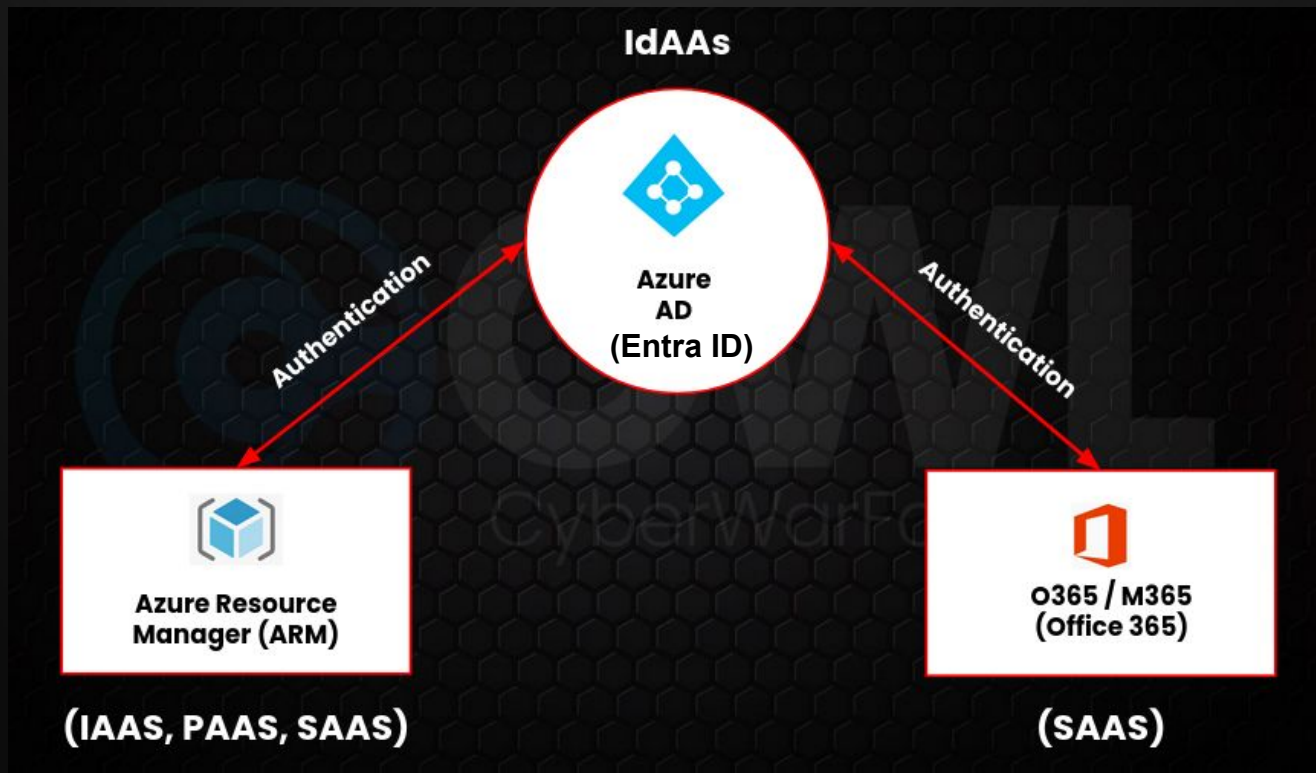 IdAAs
Azure
AD
(Entra ID)
Authentication
Authentication
CWL
Azure Resource
Manager (ARM)
O365 / M365
(Office 365)
(IAAS, PAAS, SAAS)
(SAAS)